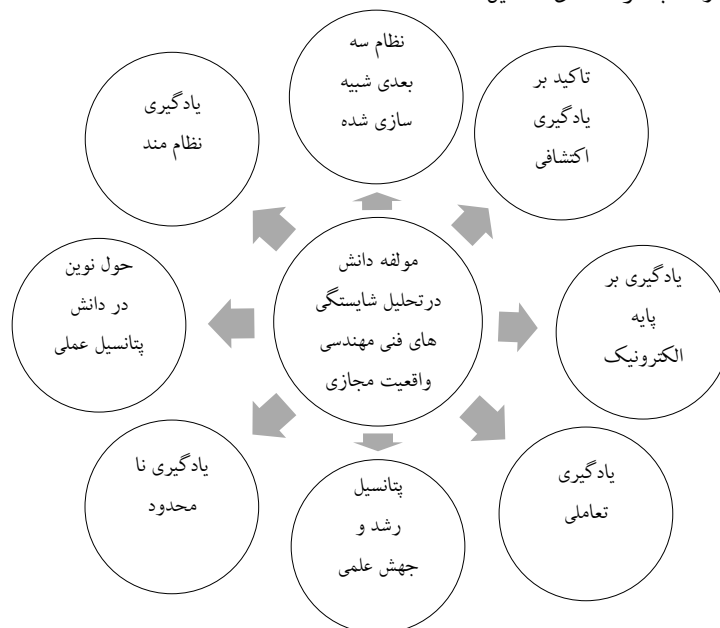 نظام سه
بعدی شبیه
سازی شده
تاکید بر
یادگیری
اکتشافی
یادگیری بر
پایه
الکترونیک
یادگیری
تعاملی
پتانسیل
رشد و
جهش علمی
یادگیری نا
محدود
حول نوین
در دانش
پتانسیل عملی
یادگیری
نظام مند
مولفه دانش
درتحلیل شایستگی
های فنی مهندسی
واقعیت مجازی